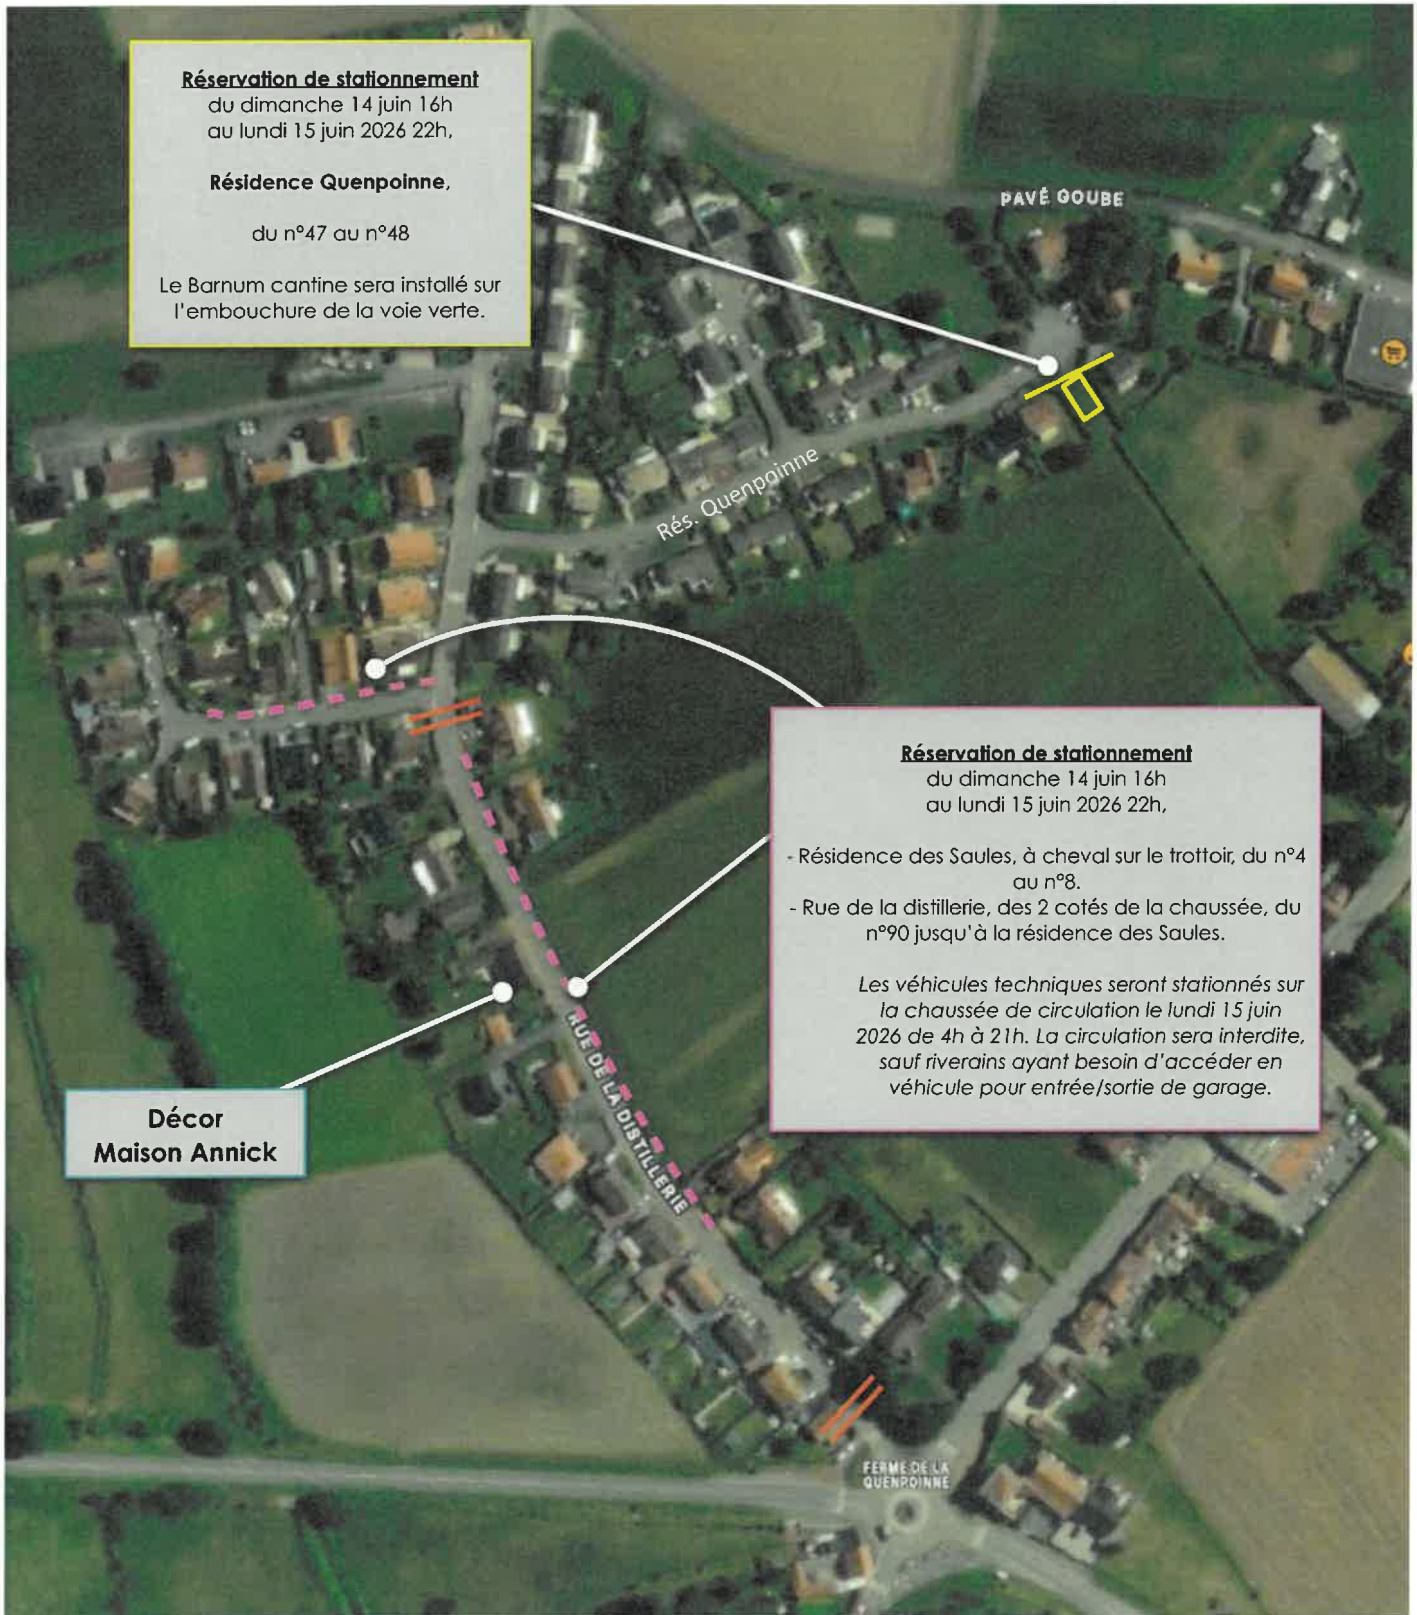 Réservation de stationnement
du dimanche 14 juin 16h
au lundi 15 juin 2026 22h,
Résidence Quenpoinne,
du n°47 au n°48
Le Barnum cantine sera installé sur
l'embouchure de la voie verte.
PAVÉ GOUBE
Rés. Quenpoinne
Réservation de stationnement
du dimanche 14 juin 16h
au lundi 15 juin 2026 22h,
- Résidence des Saules, à cheval sur le trottoir, du n°4
au n°8.
- Rue de la distillerie, des 2 cotés de la chaussée, du
n°90 jusqu'à la résidence des Saules.
Les véhicules techniques seront stationnés sur
la chaussée de circulation le lundi 15 juin
2026 de 4h à 21h. La circulation sera interdite,
sauf riverains ayant besoin d'accéder en
véhicule pour entrée/sortie de garage.
RUE DE LA DISTILLERIE
Décor
Maison Annick
FERME DE LA
QUENPOINNE